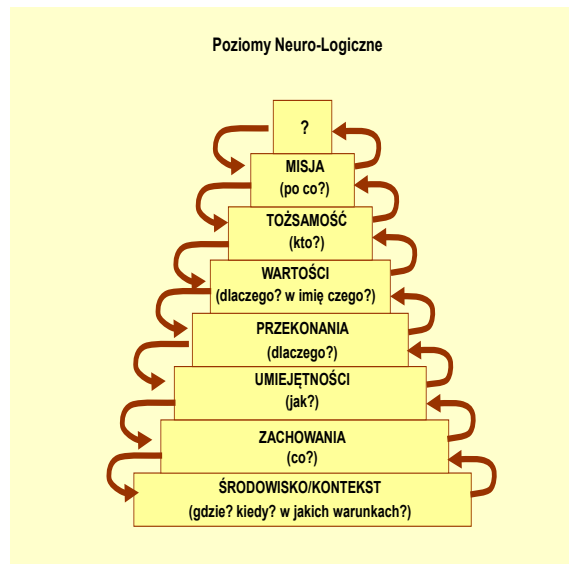 Poziomy Neuro-Logiczne
?
MISJA
(po co?)
TOŻSAMOŚĆ
(kto?)
WARTOŚCI
(dlaczego? w imię czego?)
PRZEKONANIA
(dlaczego?)
UMIEJĘTNOŚCI
(jak?)
ZACHOWANIA
(co?)
ŚRODOWISKO/KONTEKST
(gdzie? kiedy? w jakich warunkach?)